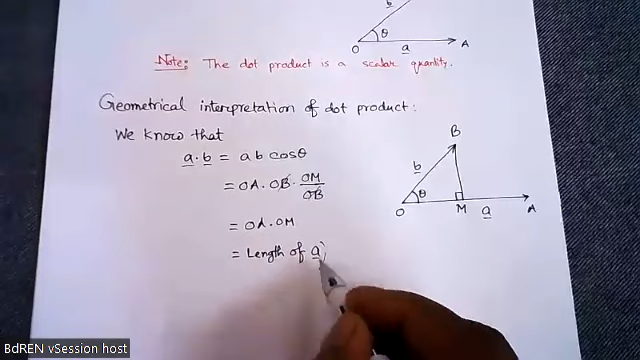 b
θ
O a A
Note: The dot product is a scalar quantity.
Geometrical interpretation of dot product:
We know that
a · b = a b cosθ
= OA · OB · OM/OB
= OA · OM
= Length of a
B
b
θ
O M a A
BdREN vSession host